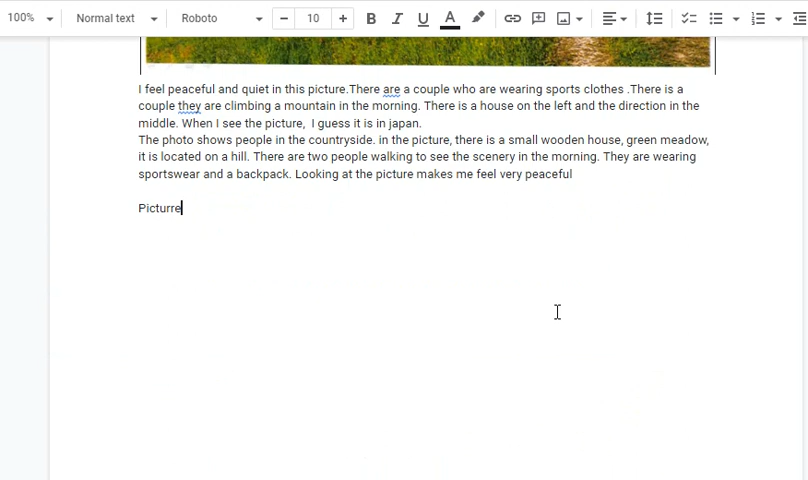 100% Normal text Roboto 10 B I U A
I feel peaceful and quiet in this picture.There are a couple who are wearing sports clothes .There is a
couple they are climbing a mountain in the morning. There is a house on the left and the direction in the
middle. When I see the picture,  I guess it is in japan.
The photo shows people in the countryside. in the picture, there is a small wooden house, green meadow,
it is located on a hill. There are two people walking to see the scenery in the morning. They are wearing
sportswear and a backpack. Looking at the picture makes me feel very peaceful
Picturre